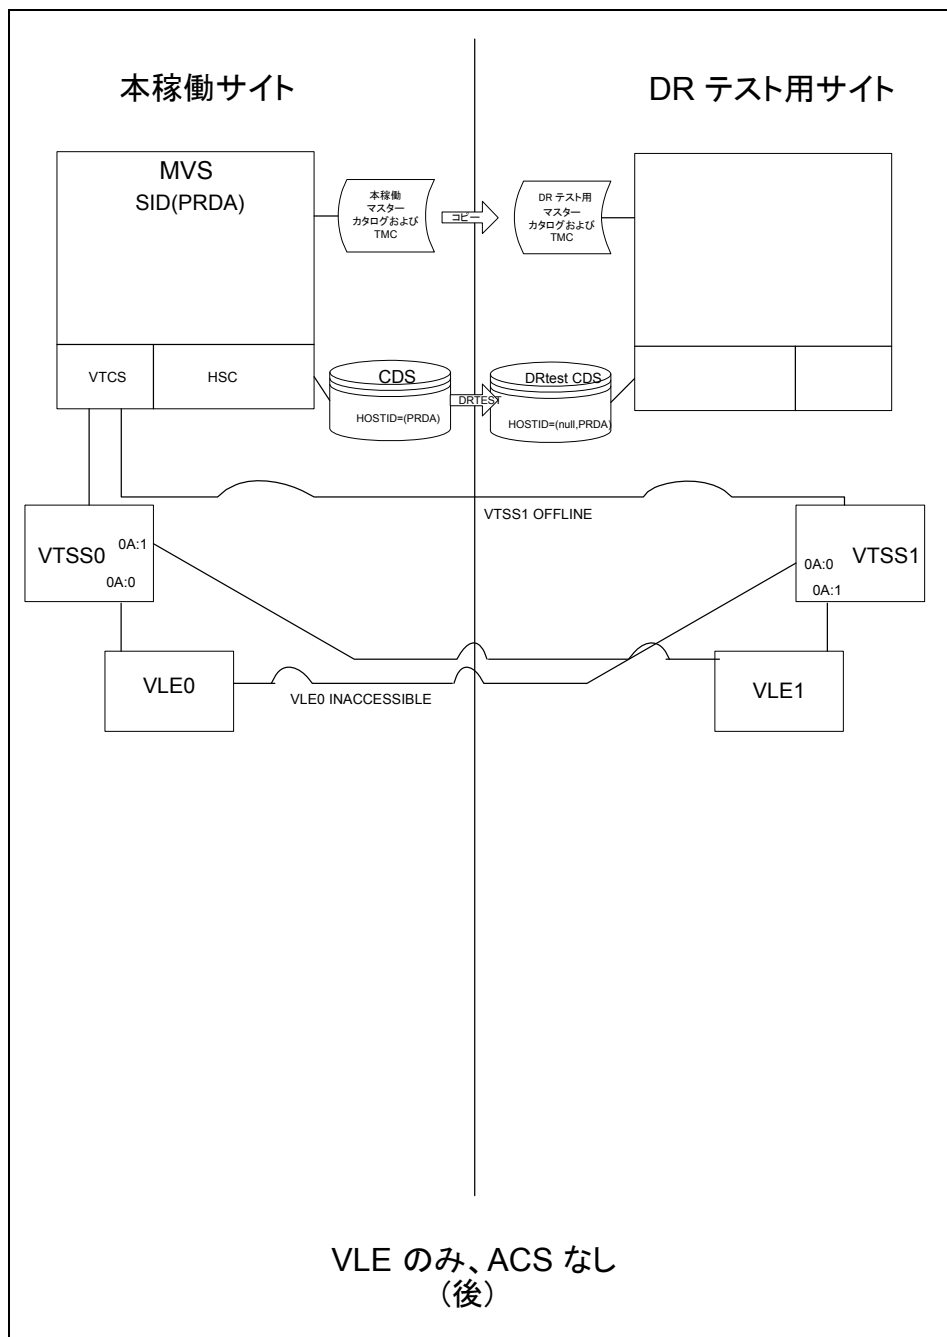 本稼働サイト
DR テスト用サイト
MVS
SID(PRDA)
本稼働
マスター
カタログおよび
TMC
コピー
DR テスト用
マスター
カタログおよび
TMC
VTCS
HSC
CDS
HOSTID=(PRDA)
DRTEST
DRtest CDS
HOSTID=(null,PRDA)
VTSS1 OFFLINE
VTSS0
0A:1
0A:0
VTSS1
0A:0
0A:1
VLE0
VLE0 INACCESSIBLE
VLE1
VLE のみ、ACS なし
（後）